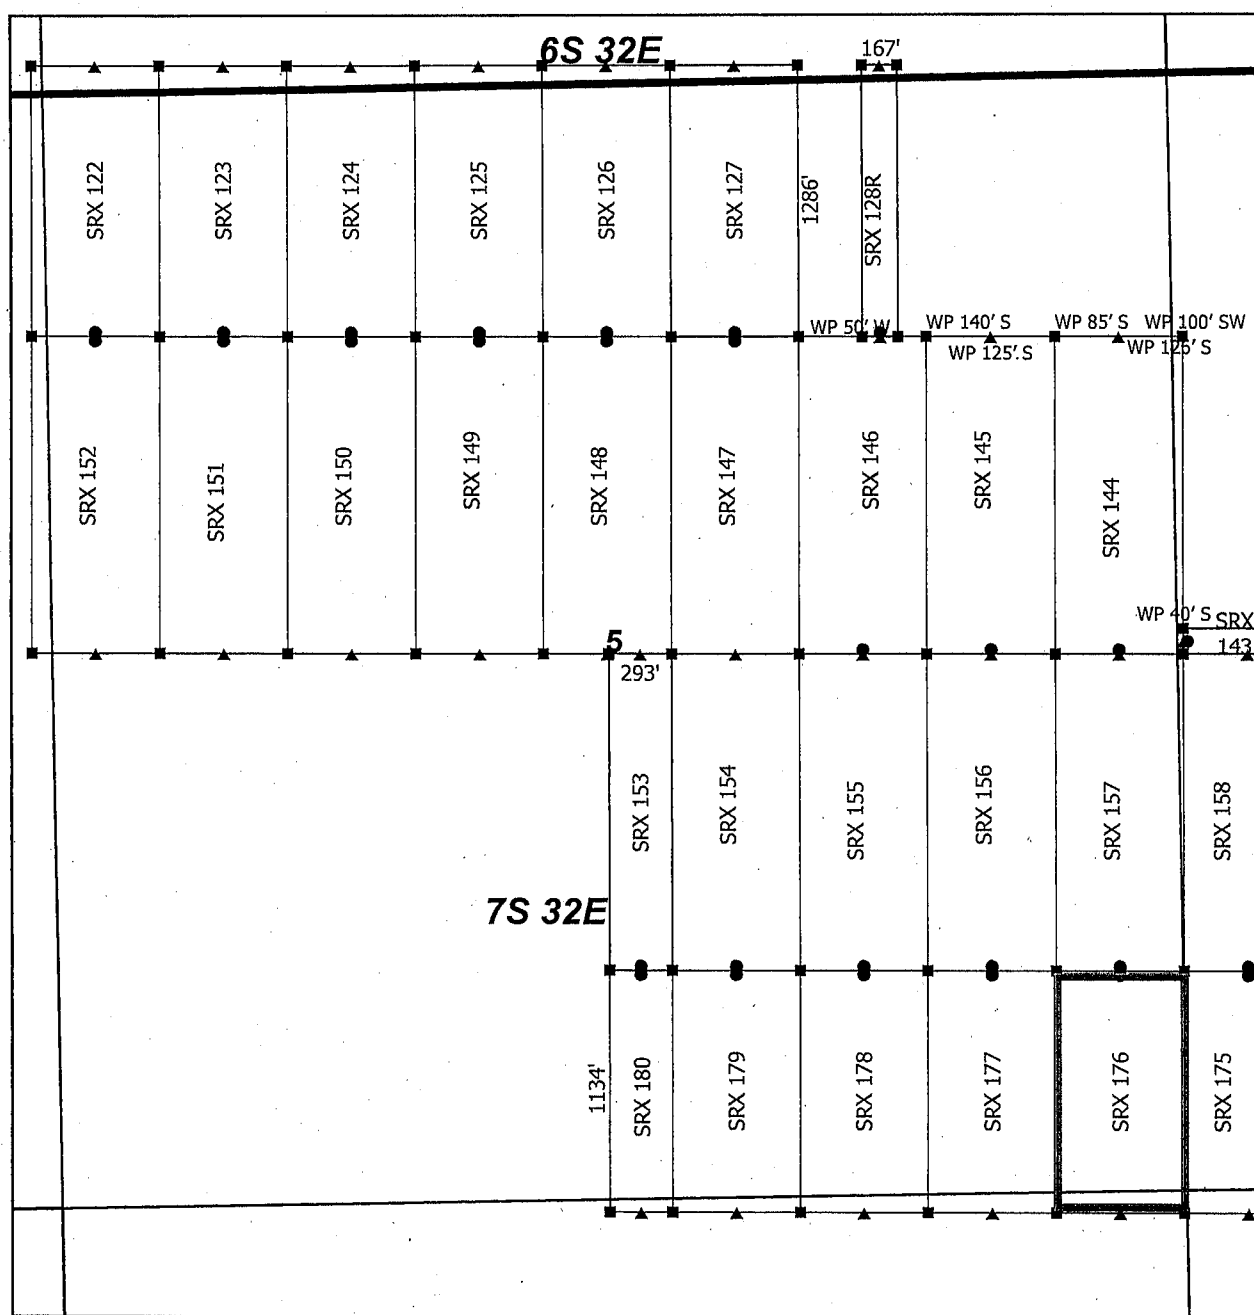 6S 32E
167'
SRX 122
SRX 123
SRX 124
SRX 125
SRX 126
SRX 127
1286'
SRX 128R
WP 50' W
WP 140' S
WP 85' S
WP 100' SW
WP 125'.S
WP 126' S
SRX 152
SRX 151
SRX 150
SRX 149
SRX 148
SRX 147
SRX 146
SRX 145
SRX 144
WP 40' S
SRX
143
5
293'
SRX 153
SRX 154
SRX 155
SRX 156
SRX 157
SRX 158
7S 32E
1134'
SRX 180
SRX 179
SRX 178
SRX 177
SRX 176
SRX 175